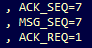 , ACK_SEQ=7
, MSG_SEQ=7
, ACK_REQ=1